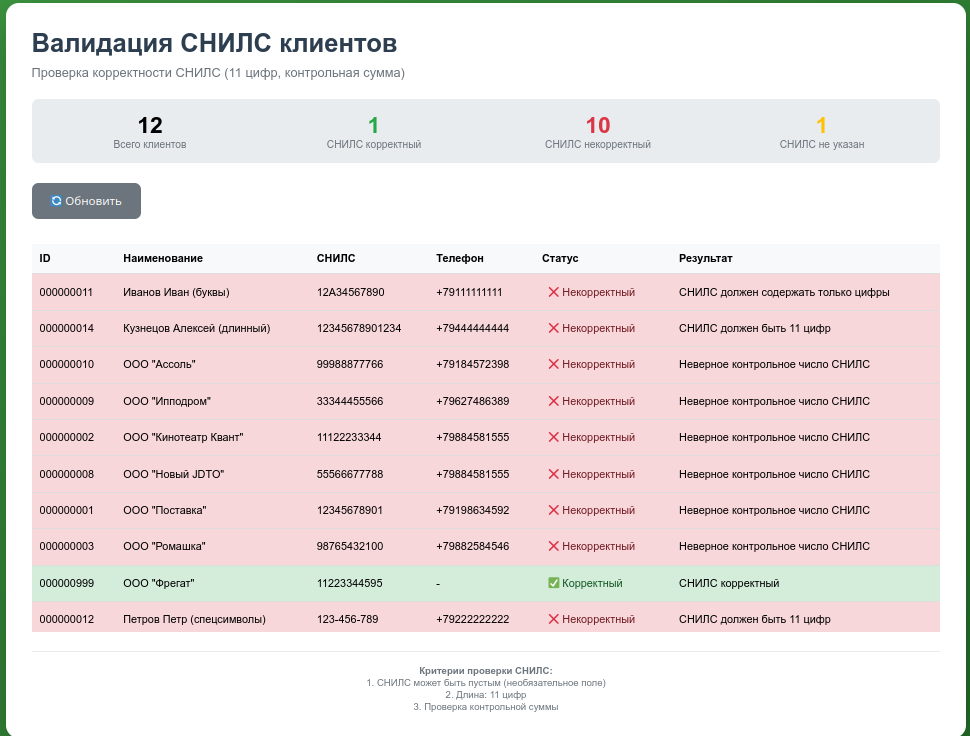 Валидация СНИЛС клиентов
Проверка корректности СНИЛС (11 цифр, контрольная сумма)
12 1 10 1
Всего клиентов СНИЛС корректный СНИЛС некорректный СНИЛС не указан
Обновить
ID Наименование СНИЛС Телефон Статус Результат
000000011 Иванов Иван (буквы) 12A34567890 +79111111111 ❌ Некорректный СНИЛС должен содержать только цифры
000000014 Кузнецов Алексей (длинный) 12345678901234 +79444444444 ❌ Некорректный СНИЛС должен быть 11 цифр
000000010 ООО "Ассоль" 99988877766 +79184572398 ❌ Некорректный Неверное контрольное число СНИЛС
000000009 ООО "Ипподром" 33344455566 +79627486389 ❌ Некорректный Неверное контрольное число СНИЛС
000000002 ООО "Кинотеатр Квант" 11122233344 +79884581555 ❌ Некорректный Неверное контрольное число СНИЛС
000000008 ООО "Новый JDTO" 55566677788 +79884581555 ❌ Некорректный Неверное контрольное число СНИЛС
000000001 ООО "Поставка" 12345678901 +79198634592 ❌ Некорректный Неверное контрольное число СНИЛС
000000003 ООО "Ромашка" 98765432100 +79882584546 ❌ Некорректный Неверное контрольное число СНИЛС
000000999 ООО "Фрегат" 11223344595 - ✅ Корректный СНИЛС корректный
000000012 Петров Петр (спецсимволы) 123-456-789 +79222222222 ❌ Некорректный СНИЛС должен быть 11 цифр
Критерии проверки СНИЛС:
1. СНИЛС может быть пустым (необязательное поле)
2. Длина: 11 цифр
3. Проверка контрольной суммы